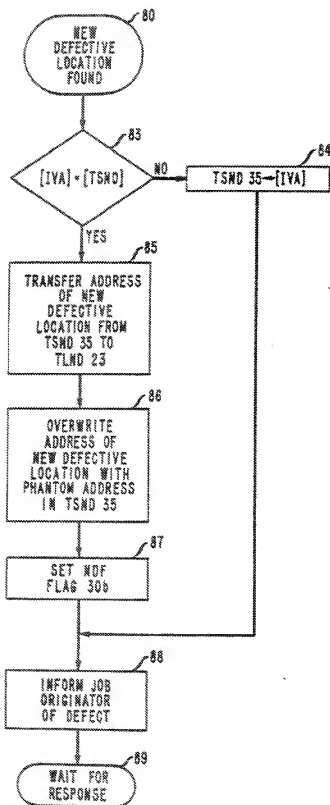 80
NEW
DEFECTIVE
LOCATION
FOUND
83
[IVA] = [TSND]
NO
84
TSND 35←[IVA]
YES
85
TRANSFER ADDRESS
OF NEW
DEFECTIVE
LOCATION FROM
TSND 35 TO
TLND 23
86
OVERWRITE
ADDRESS OF
NEW DEFECTIVE
LOCATION WITH
PHANTOM ADDRESS
IN TSND 35
87
SET NDF
FLAG 30b
88
INFORM JOB
ORIGINATOR
OF DEFECT
89
WAIT FOR
RESPONSE